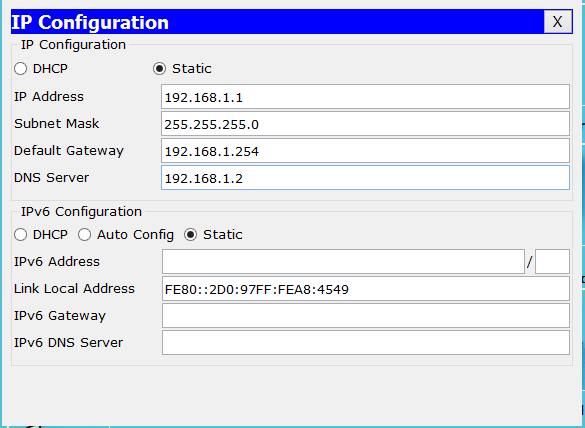 IP Configuration X
IP Configuration
DHCP Static
IP Address 192.168.1.1
Subnet Mask 255.255.255.0
Default Gateway 192.168.1.254
DNS Server 192.168.1.2
IPv6 Configuration
DHCP Auto Config Static
IPv6 Address /
Link Local Address FE80::2D0:97FF:FEA8:4549
IPv6 Gateway
IPv6 DNS Server